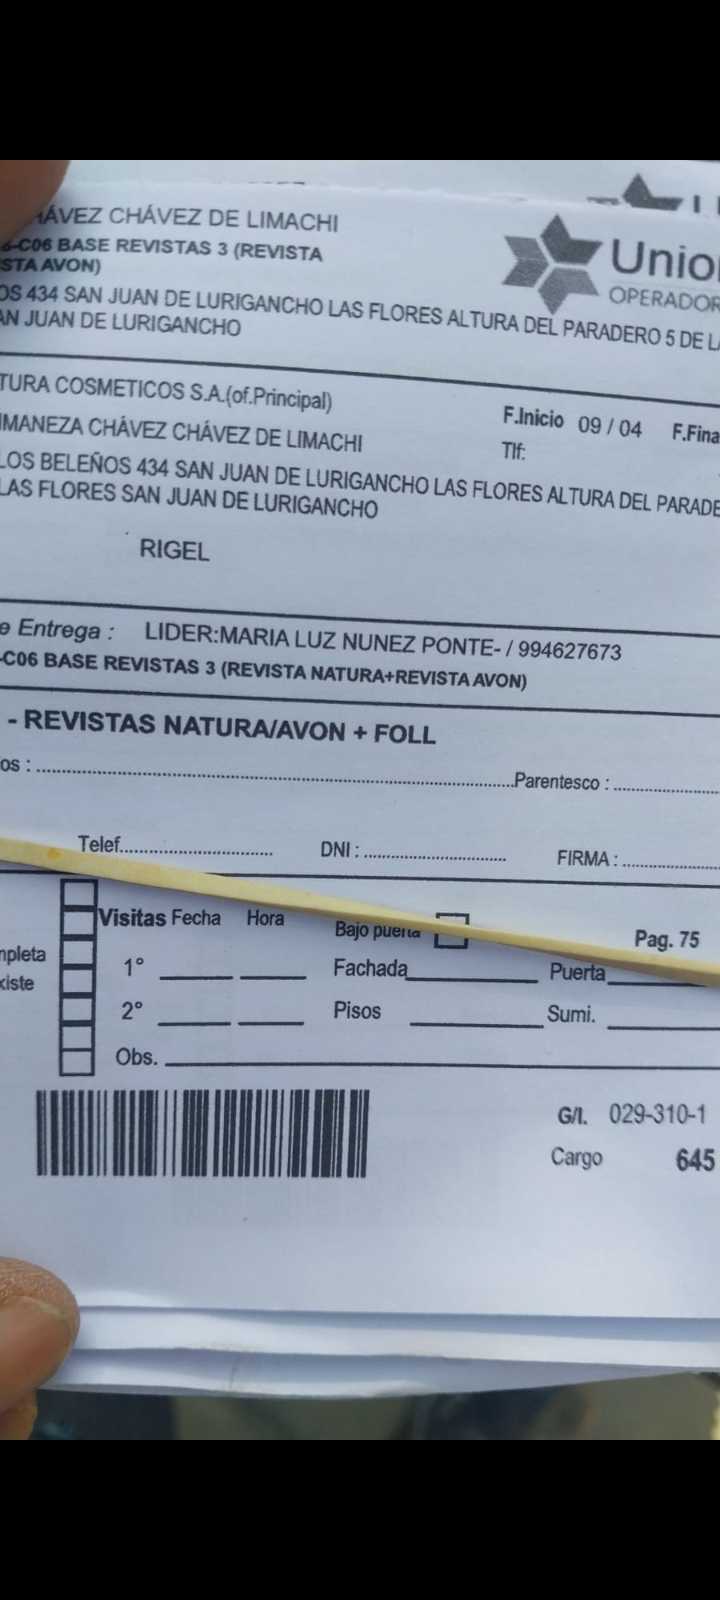 CHÁVEZ CHÁVEZ DE LIMACHI
-C06 BASE REVISTAS 3 (REVISTA
STA AVON)
OS 434 SAN JUAN DE LURIGANCHO LAS FLORES ALTURA DEL PARADERO 5 DE LA
AN JUAN DE LURIGANCHO
Union
OPERADOR
TURA COSMETICOS S.A.(of.Principal)
F.Inicio 09 / 04 F.Fina
IMANEZA CHÁVEZ CHÁVEZ DE LIMACHI
Tlf:
LOS BELEÑOS 434 SAN JUAN DE LURIGANCHO LAS FLORES ALTURA DEL PARADE
LAS FLORES SAN JUAN DE LURIGANCHO
RIGEL
e Entrega : LIDER:MARIA LUZ NUNEZ PONTE- / 994627673
-C06 BASE REVISTAS 3 (REVISTA NATURA+REVISTA AVON)
- REVISTAS NATURA/AVON + FOLL
os : Parentesco :
Telef. DNI : FIRMA :
Visitas Fecha Hora Bajo puerta Pag. 75
mpleta
xiste
1° Fachada Puerta
2° Pisos Sumi.
Obs.
G/I. 029-310-1
Cargo 645